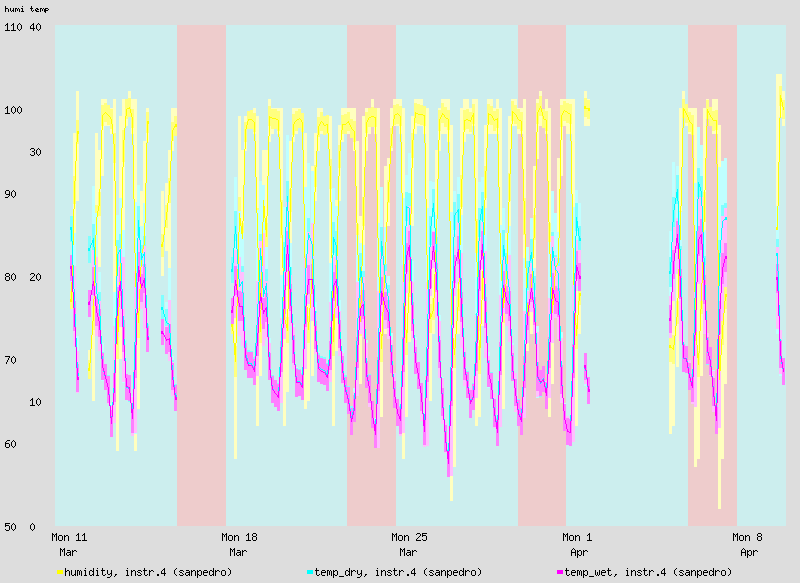 humi temp
110 40
100
30
90
80 20
70
10
60
50 0
Mon 11 Mon 18 Mon 25 Mon 1 Mon 8
Mar Mar Mar Apr Apr
humidity, instr.4 (sanpedro) temp_dry, instr.4 (sanpedro) temp_wet, instr.4 (sanpedro)